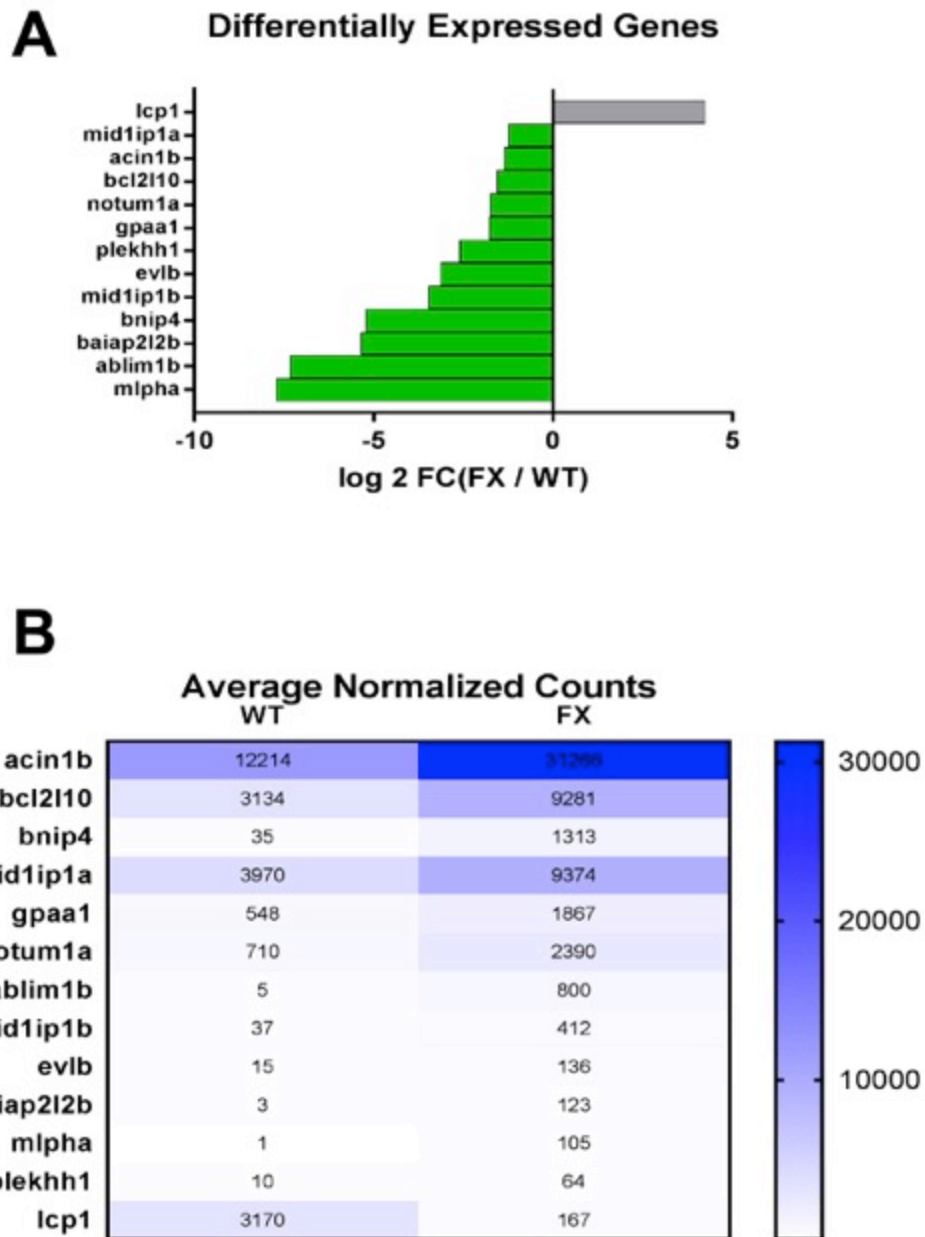 A
Differentially Expressed Genes
lcp1
mid1ip1a
acin1b
bcl2l10
notum1a
gpaa1
plekhh1
evlb
mid1ip1b
bnip4
baiap2l2b
ablim1b
mlpha
-10 -5 0 5
log 2 FC(FX / WT)
B
Average Normalized Counts
WT FX
acin1b 12214 31266
bcl2l10 3134 9281
bnip4 35 1313
id1ip1a 3970 9374
gpaa1 548 1867
otum1a 710 2390
blim1b 5 800
id1ip1b 37 412
evlb 15 136
iap2l2b 3 123
mlpha 1 105
lekhh1 10 64
lcp1 3170 167
30000
20000
10000